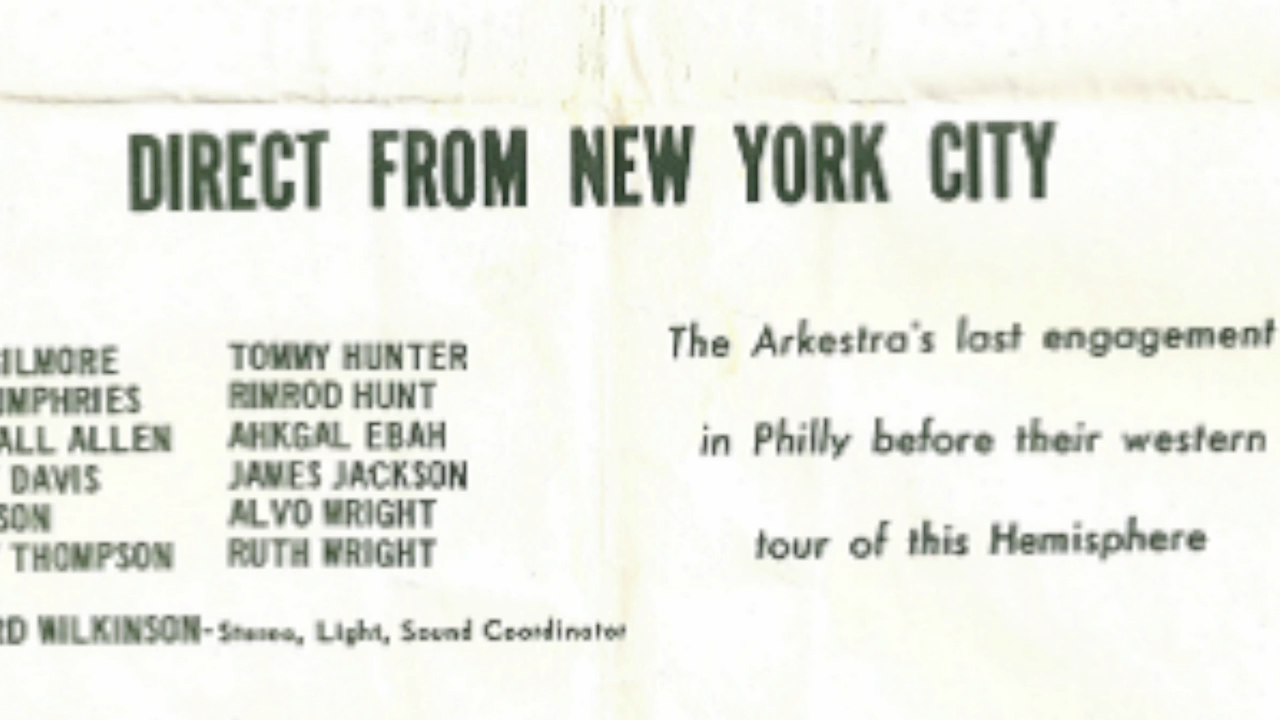 DIRECT FROM NEW YORK CITY
ILMORE TOMMY HUNTER
UMPHRIES RIMROD HUNT
ALL ALLEN AHKGAL EBAH
DAVIS JAMES JACKSON
SON ALVO WRIGHT
THOMPSON RUTH WRIGHT
RD WILKINSON-Stereo, Light, Sound Coordinator
The Arkestra's last engagement
in Philly before their western
tour of this Hemisphere